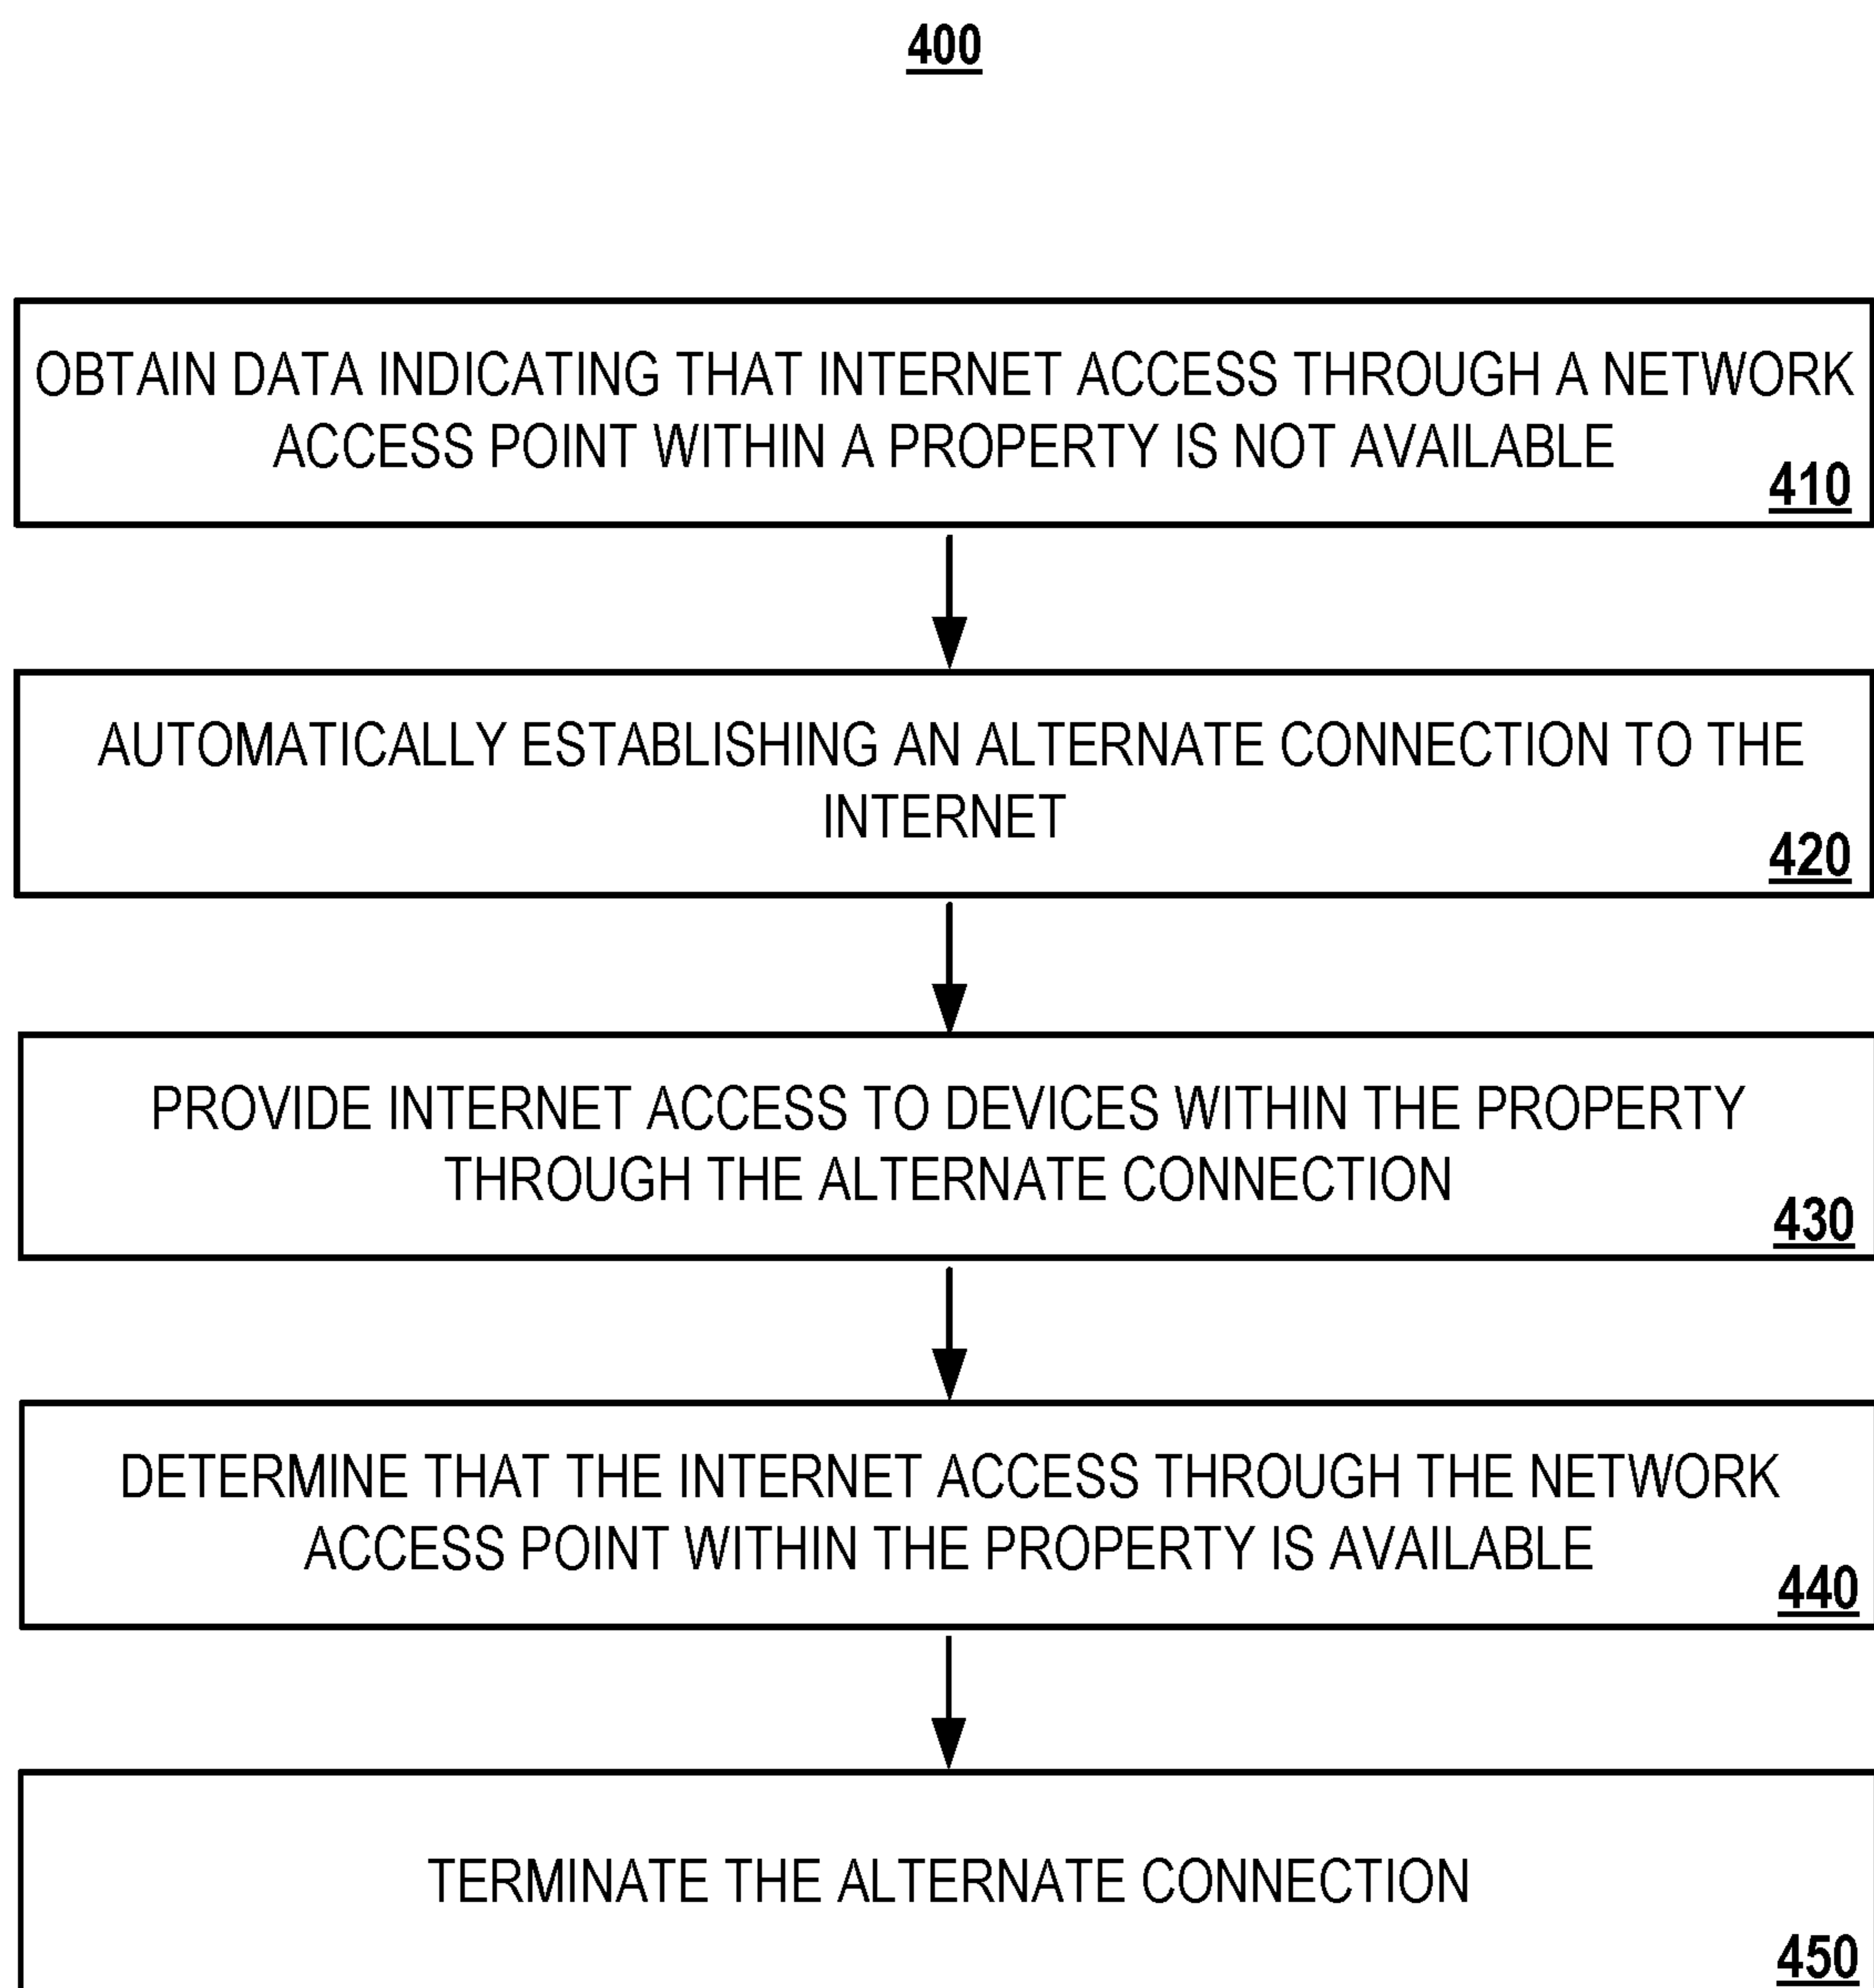 400
OBTAIN DATA INDICATING THAT INTERNET ACCESS THROUGH A NETWORK
ACCESS POINT WITHIN A PROPERTY IS NOT AVAILABLE
410
AUTOMATICALLY ESTABLISHING AN ALTERNATE CONNECTION TO THE
INTERNET
420
PROVIDE INTERNET ACCESS TO DEVICES WITHIN THE PROPERTY
THROUGH THE ALTERNATE CONNECTION
430
DETERMINE THAT THE INTERNET ACCESS THROUGH THE NETWORK
ACCESS POINT WITHIN THE PROPERTY IS AVAILABLE
440
TERMINATE THE ALTERNATE CONNECTION
450